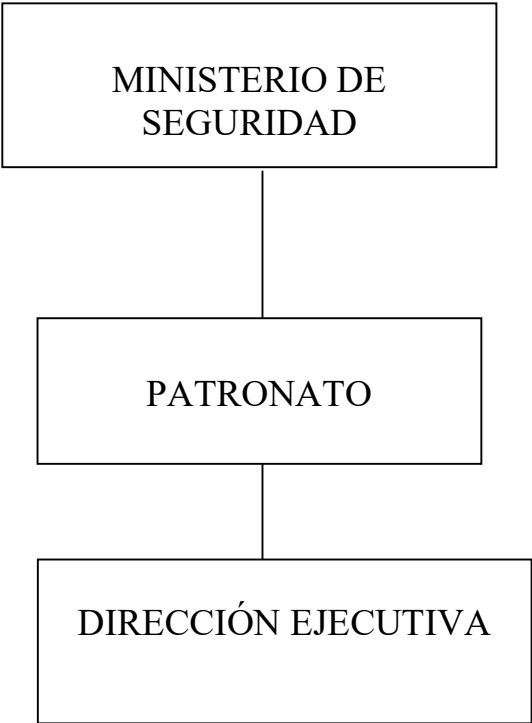 MINISTERIO DE
SEGURIDAD
PATRONATO
DIRECCIÓN EJECUTIVA